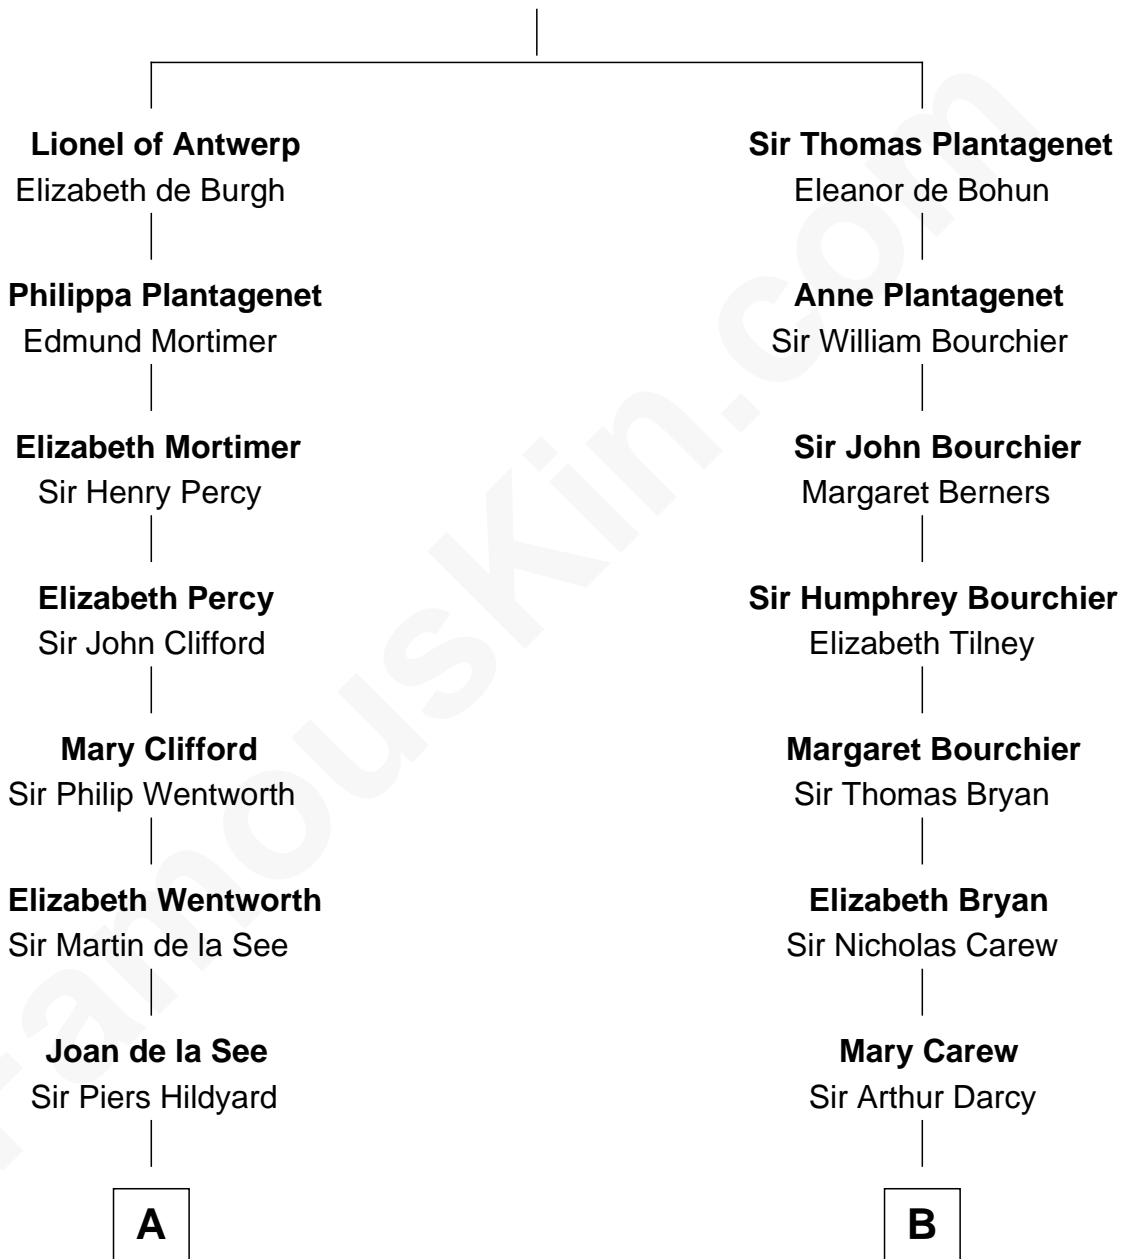 Lionel of Antwerp
Elizabeth de Burgh
Philippa Plantagenet
Edmund Mortimer
Elizabeth Mortimer
Sir Henry Percy
Elizabeth Percy
Sir John Clifford
Mary Clifford
Sir Philip Wentworth
Elizabeth Wentworth
Sir Martin de la See
Joan de la See
Sir Piers Hildyard
A
Sir Thomas Plantagenet
Eleanor de Bohun
Anne Plantagenet
Sir William Bourchier
Sir John Bourchier
Margaret Berners
Sir Humphrey Bourchier
Elizabeth Tilney
Margaret Bourchier
Sir Thomas Bryan
Elizabeth Bryan
Sir Nicholas Carew
Mary Carew
Sir Arthur Darcy
B
FamousKin.com